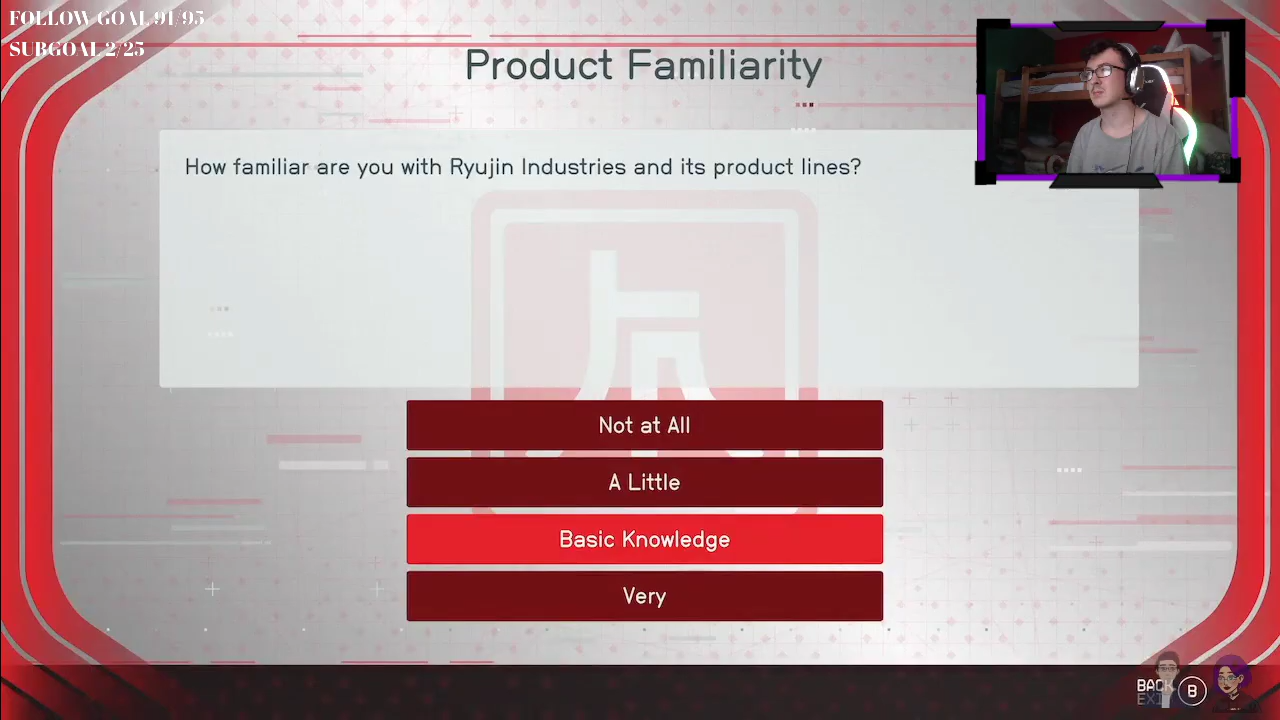 FOLLOW GOAL 91/95
SUBGOAL 2/25
Product Familiarity
How familiar are you with Ryujin Industries and its product lines?
Not at All
A Little
Basic Knowledge
Very
BACK
EXIT
B